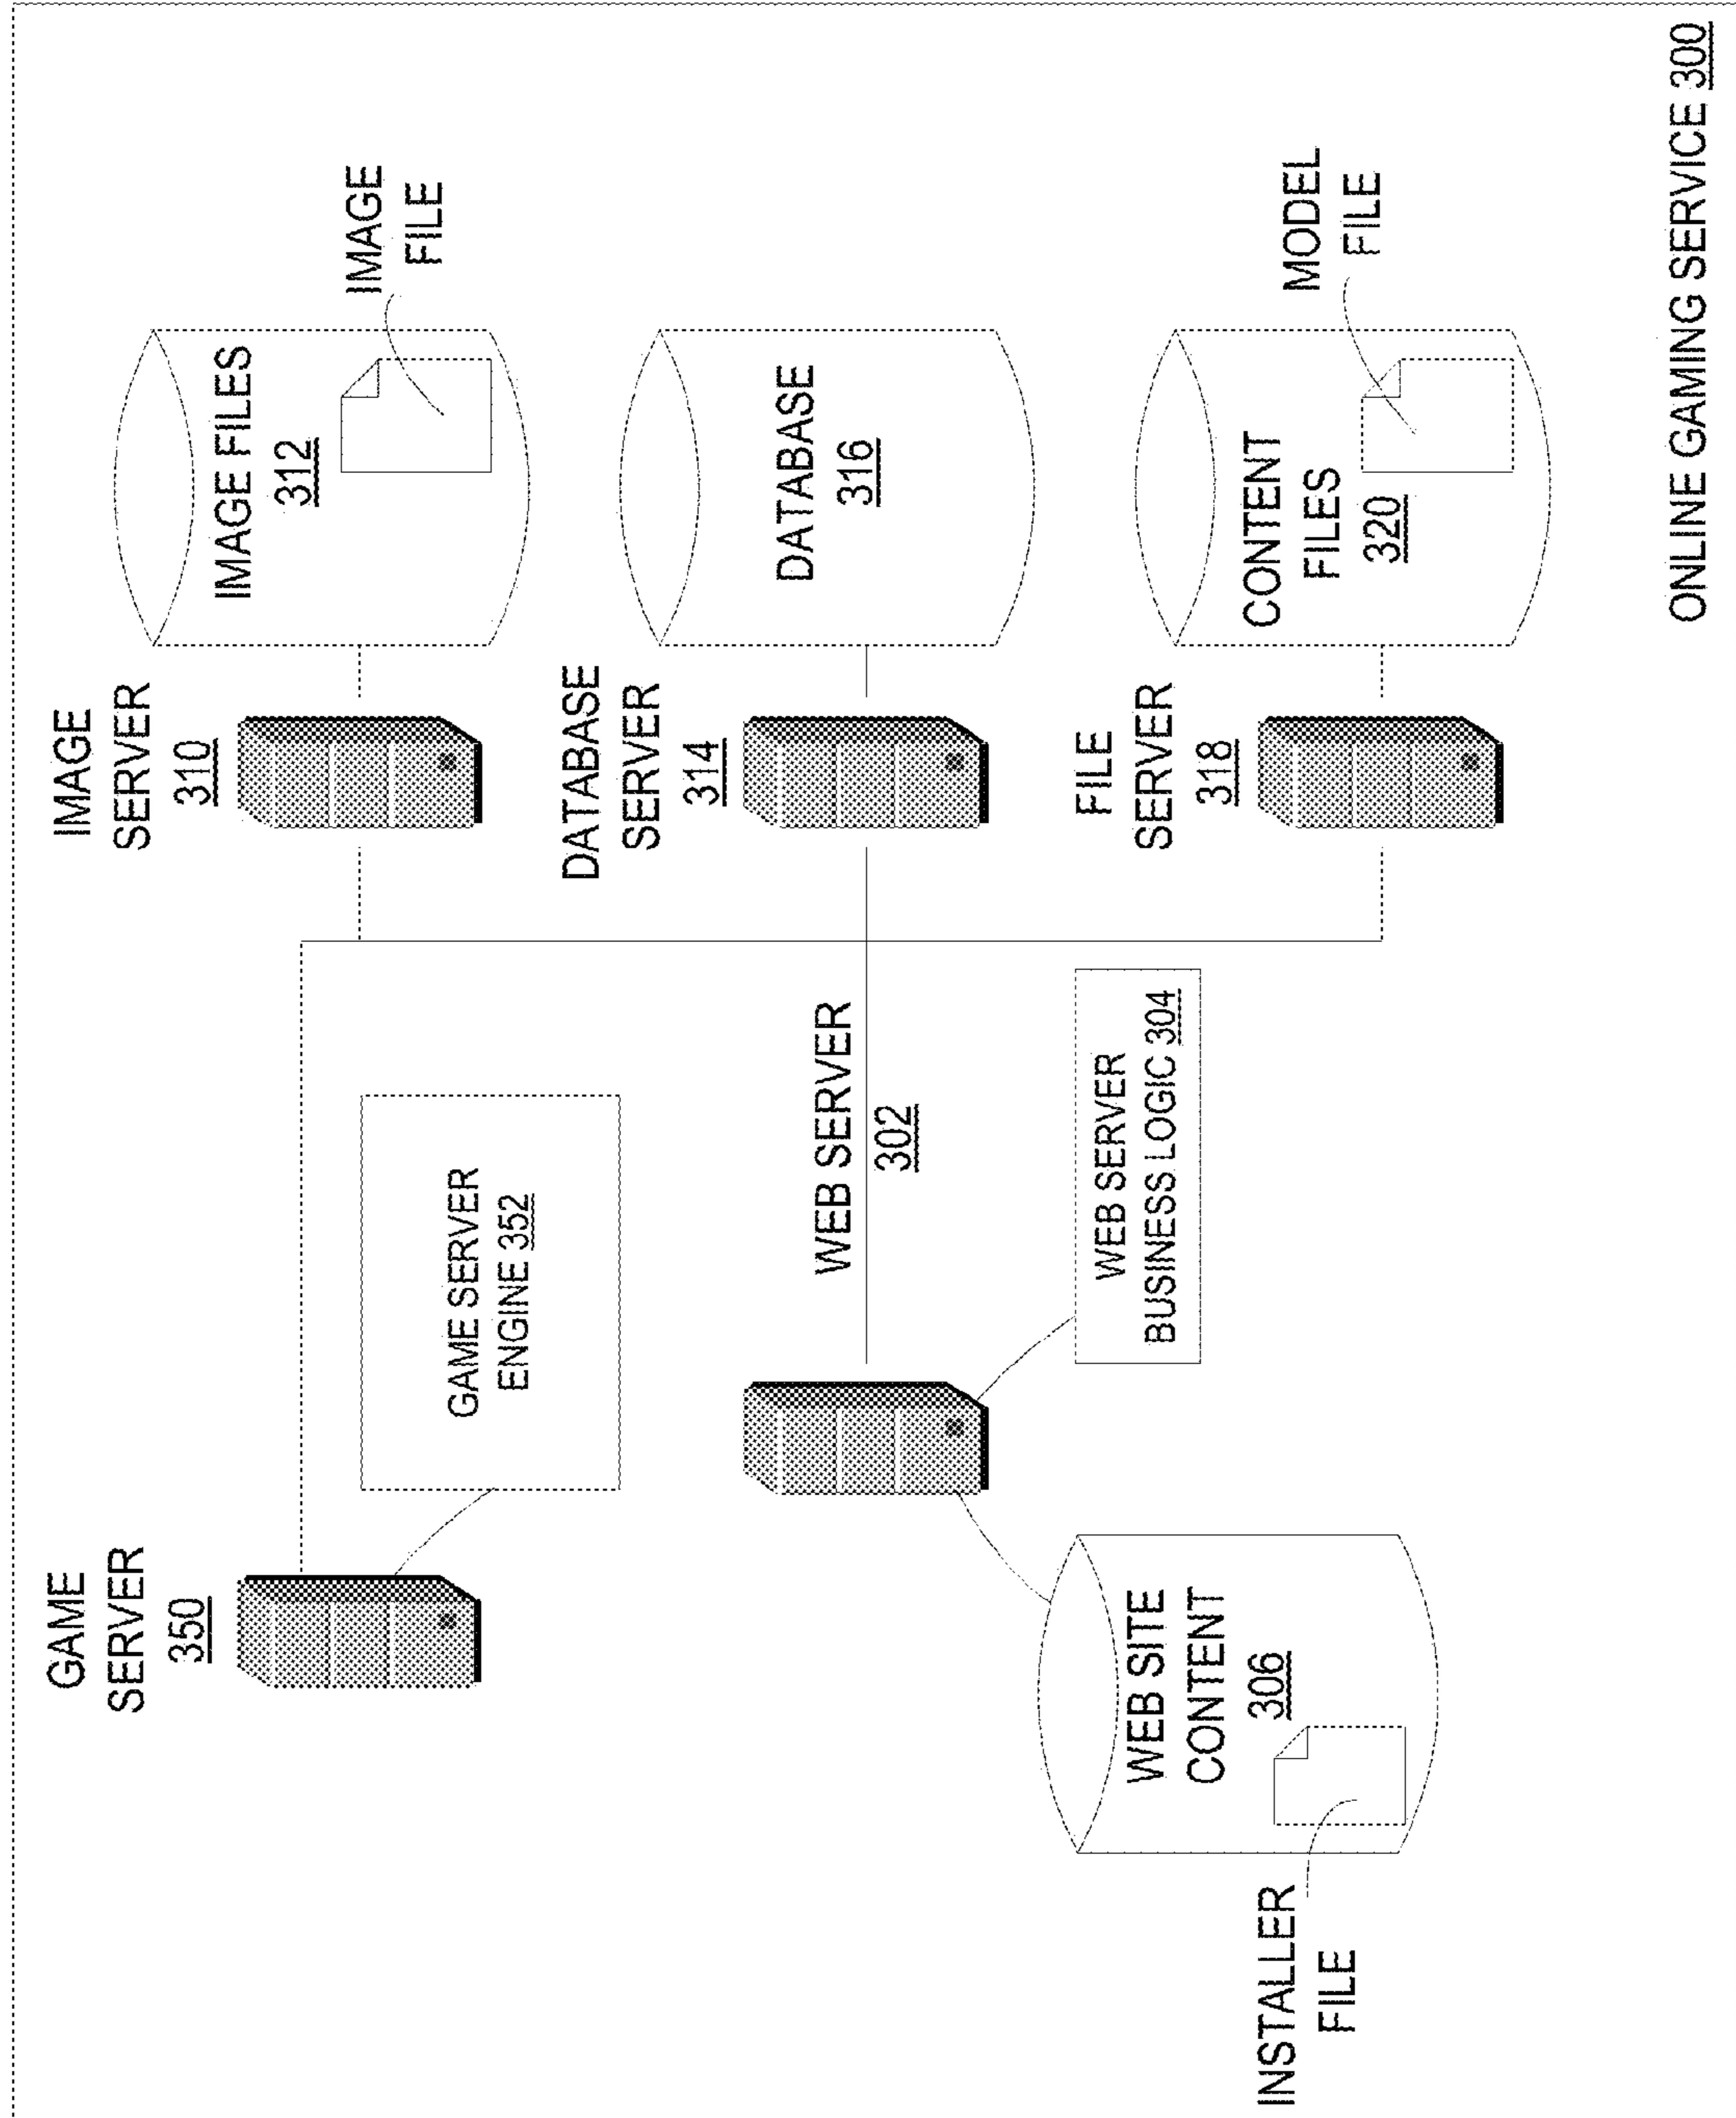 GAME
SERVER
350
GAME SERVER
ENGINE 352
IMAGE
SERVER
310
IMAGE FILES
312
IMAGE
FILE
WEB SERVER
302
DATABASE
SERVER
314
DATABASE
316
WEB SERVER
BUSINESS LOGIC 304
WEB SITE
CONTENT
306
INSTALLER
FILE
FILE
SERVER
318
CONTENT
FILES
320
MODEL
FILE
ONLINE GAMING SERVICE 300